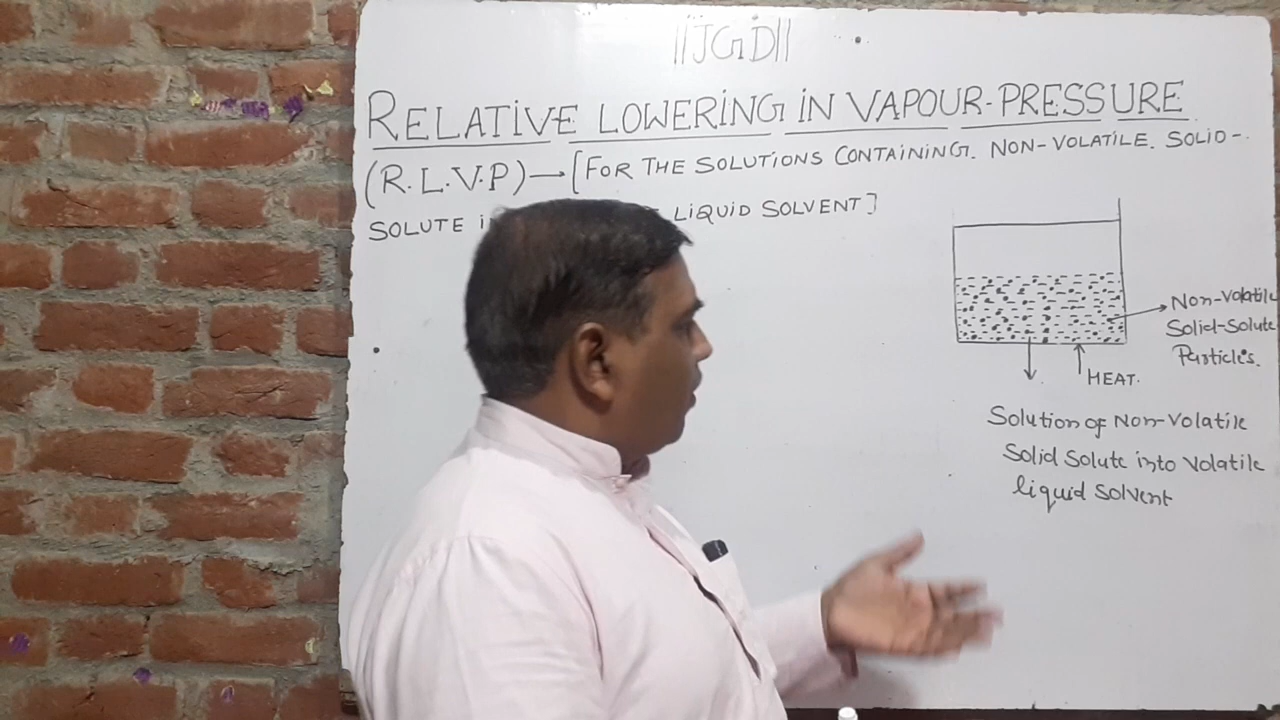 ||JGD||
RELATIVE LOWERING IN VAPOUR-PRESSURE
(R.L.V.P)→[FOR THE SOLUTIONS CONTAINING. NON-VOLATILE. SOLID-
SOLUTE LIQUID SOLVENT]
Non-Volatile
Solid-Solute
Particles.
HEAT.
Solution of Non-Volatile
Solid Solute into Volatile
liquid Solvent